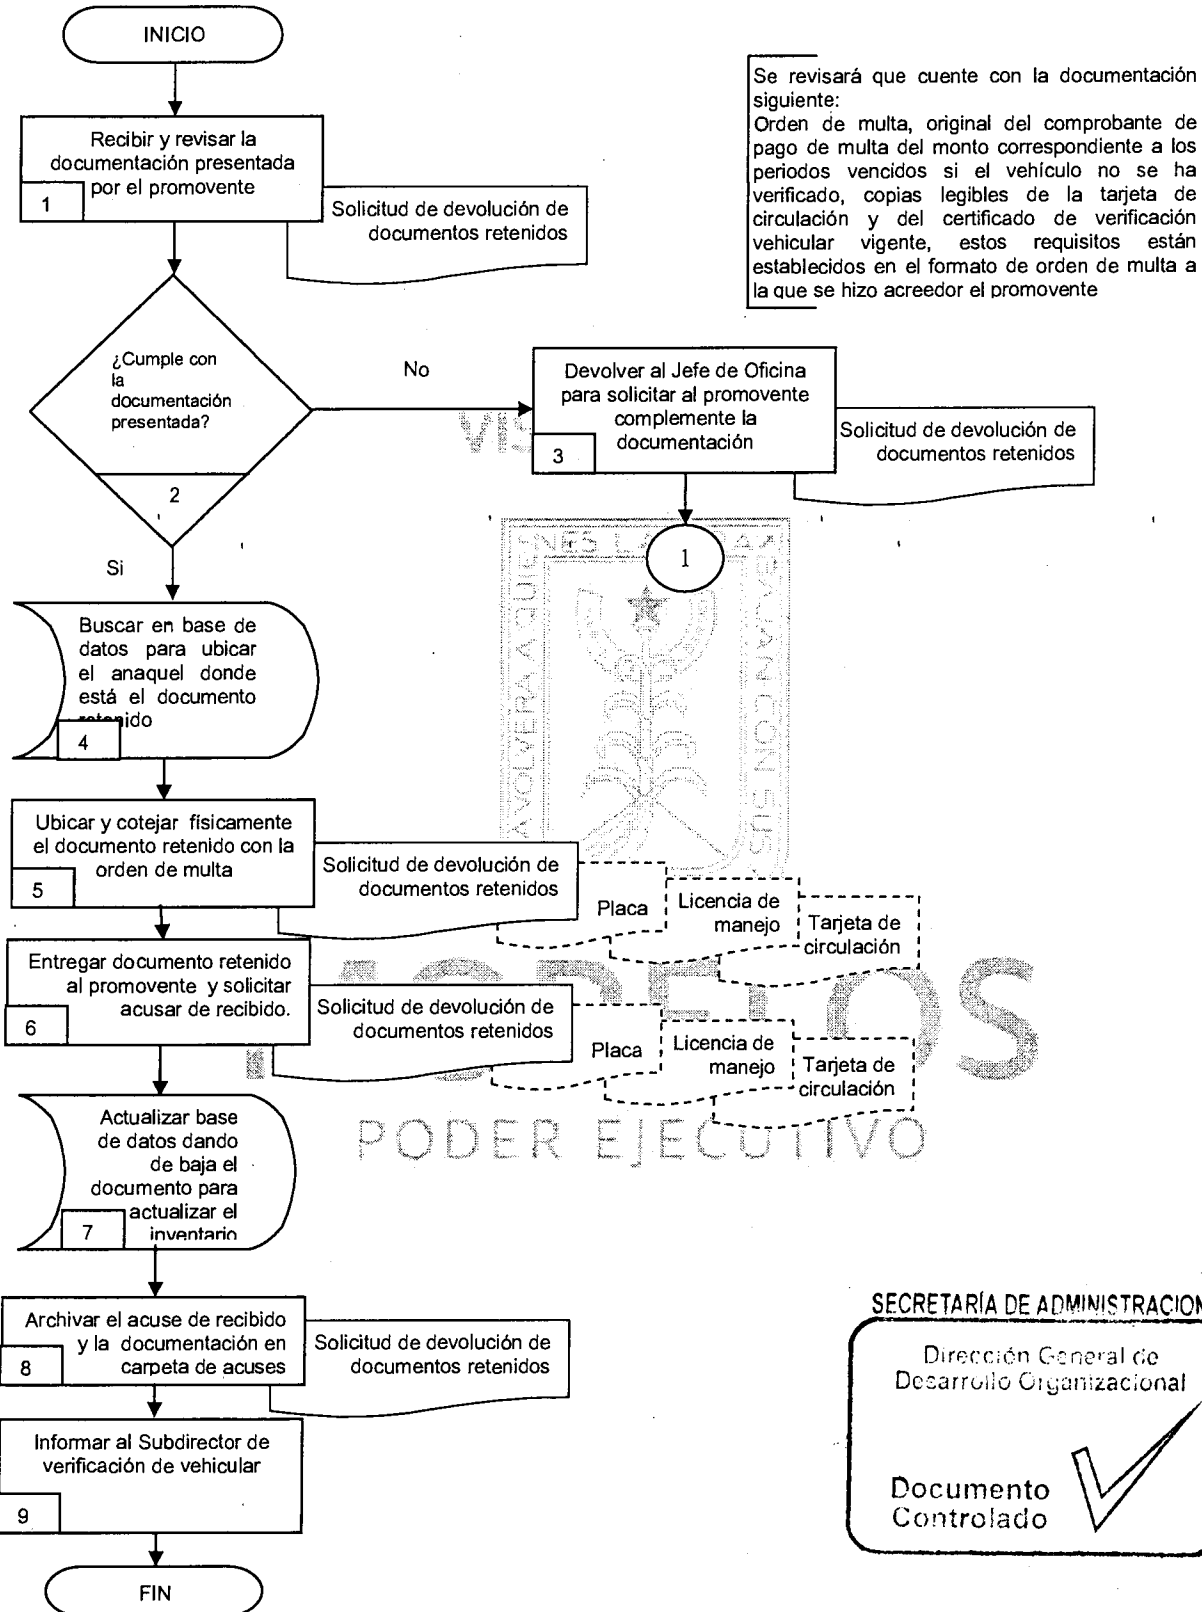 INICIO
Se revisará que cuente con la documentación
siguiente:
Orden de multa, original del comprobante de
pago de multa del monto correspondiente a los
periodos vencidos si el vehículo no se ha
verificado, copias legibles de la tarjeta de
circulación y del certificado de verificación
vehicular vigente, estos requisitos están
establecidos en el formato de orden de multa a
la que se hizo acreedor el promovente
Recibir y revisar la
documentación presentada
por el promovente
1
Solicitud de devolución de
documentos retenidos
¿Cumple con
la
documentación
presentada?
2
No
Devolver al Jefe de Oficina
para solicitar al promovente
complemente la
documentación
3
Solicitud de devolución de
documentos retenidos
1
Si
Buscar en base de
datos para ubicar
el anaquel donde
está el documento
retenido
4
Ubicar y cotejar físicamente
el documento retenido con la
orden de multa
5
Solicitud de devolución de
documentos retenidos
Placa
Licencia de
manejo
Tarjeta de
circulación
Entregar documento retenido
al promovente y solicitar
acusar de recibido.
6
Solicitud de devolución de
documentos retenidos
Placa
Licencia de
manejo
Tarjeta de
circulación
PODER EJECUTIVO
Actualizar base
de datos dando
de baja el
documento para
actualizar el
inventario
7
Archivar el acuse de recibido
y la documentación en
carpeta de acuses
8
Solicitud de devolución de
documentos retenidos
Informar al Subdirector de
verificación de vehicular
9
FIN
SECRETARÍA DE ADMINISTRACION
Dirección General de
Desarrollo Organizacional
Documento
Controlado